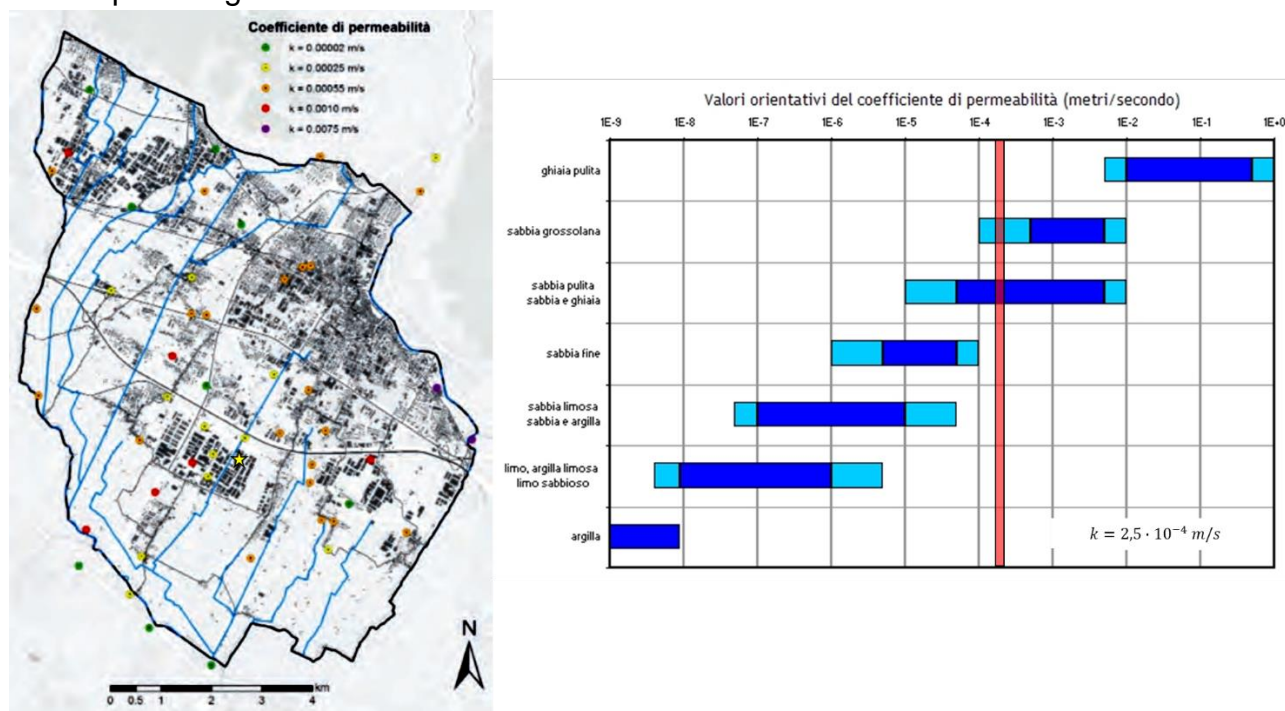 Coefficiente di permeabilità
k = 0.00002 m/s
k = 0.00025 m/s
k = 0.00055 m/s
k = 0.0010 m/s
k = 0.0075 m/s
N
0 0.5 1 2 3 4
km
Valori orientativi del coefficiente di permeabilità (metri/secondo)
1E-9 1E-8 1E-7 1E-6 1E-5 1E-4 1E-3 1E-2 1E-1 1E+0
ghiaia pulita
sabbia grossolana
sabbia pulita
sabbia e ghiaia
sabbia fine
sabbia limosa
sabbia e argilla
limo, argilla limosa
limo sabbioso
argilla
k = 2,5 · 10⁻⁴ m/s